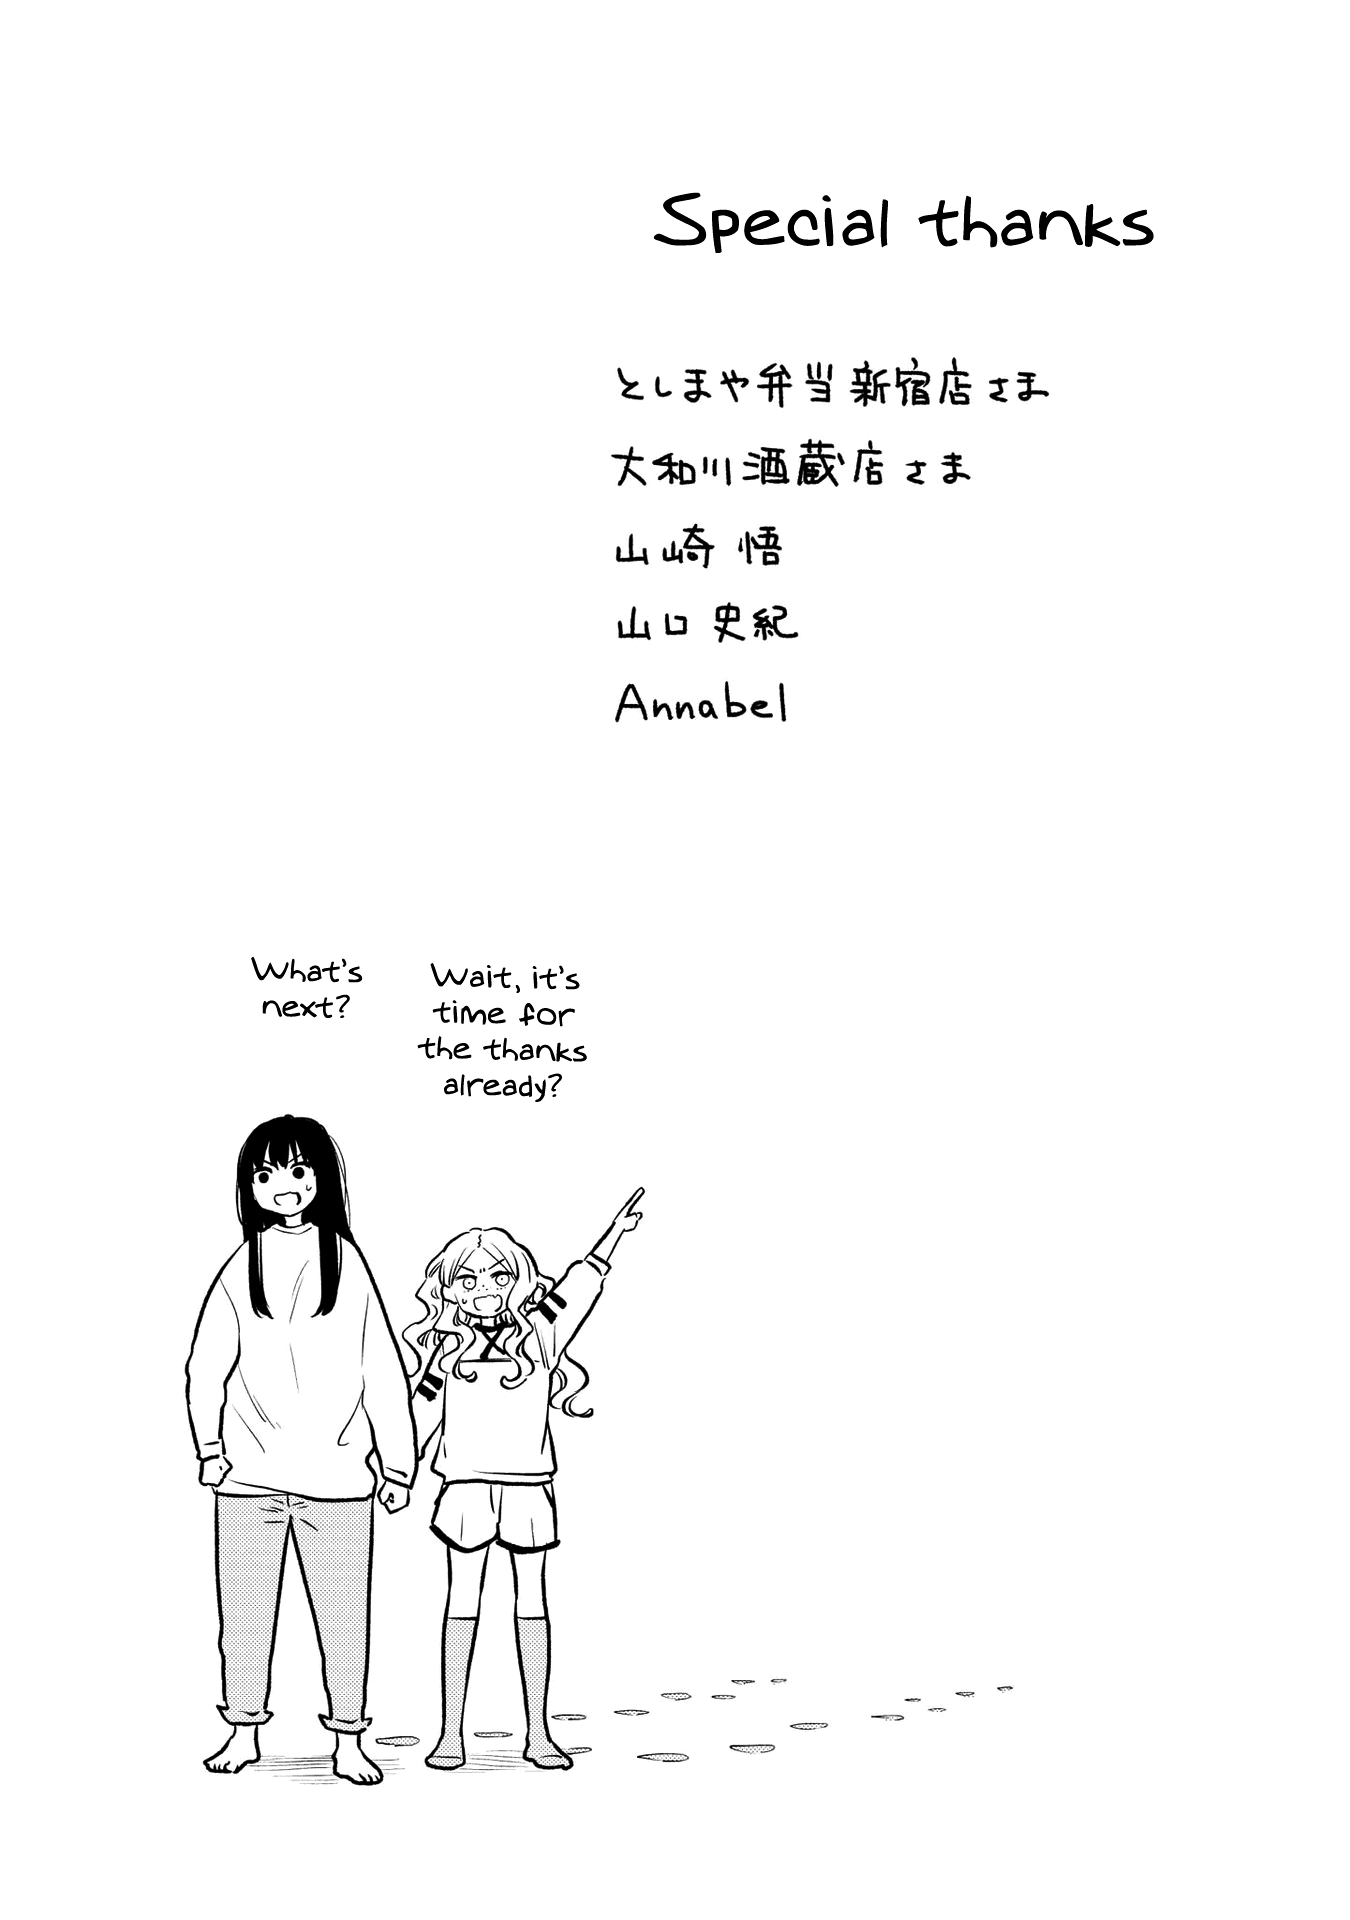 Special thanks
としまや弁当 新宿店 さま
大和川酒蔵店 さま
山崎 悟
山口 史紀
Annabel
What's
next?
Wait, it's
time for
the thanks
already?